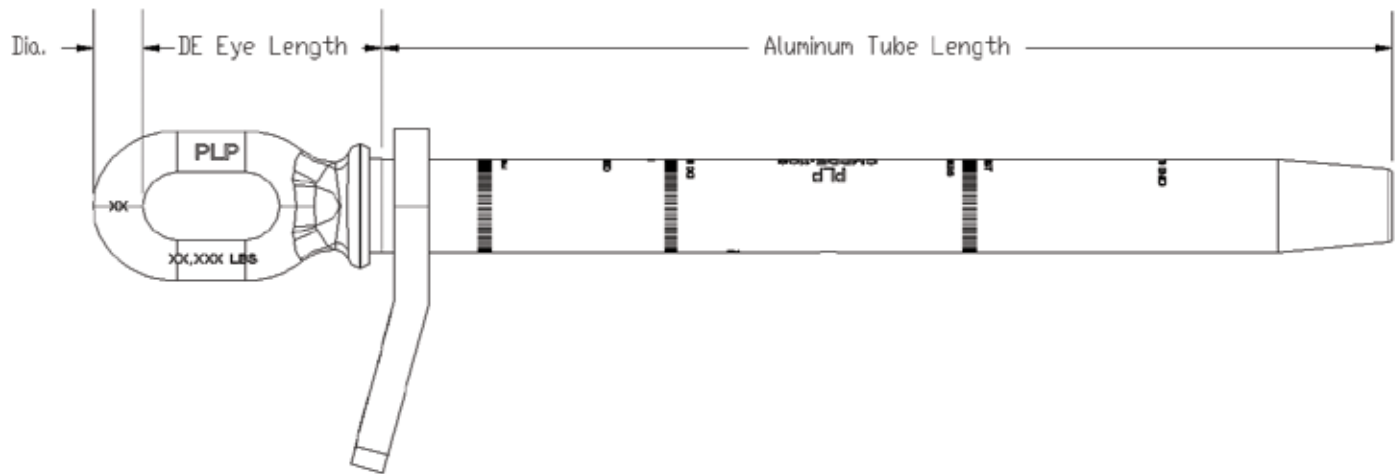 Dia.
DE Eye Length
Aluminum Tube Length
PLP
XX
XX,XXX LBS
PLP